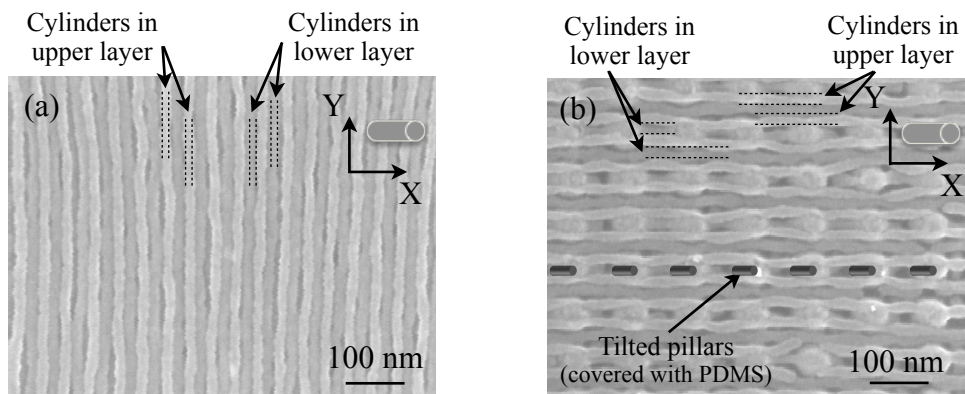 Cylinders in
upper layer
Cylinders in
lower layer
(a)
Y
X
100 nm
Cylinders in
lower layer
Cylinders in
upper layer
(b)
Y
X
Tilted pillars
(covered with PDMS)
100 nm